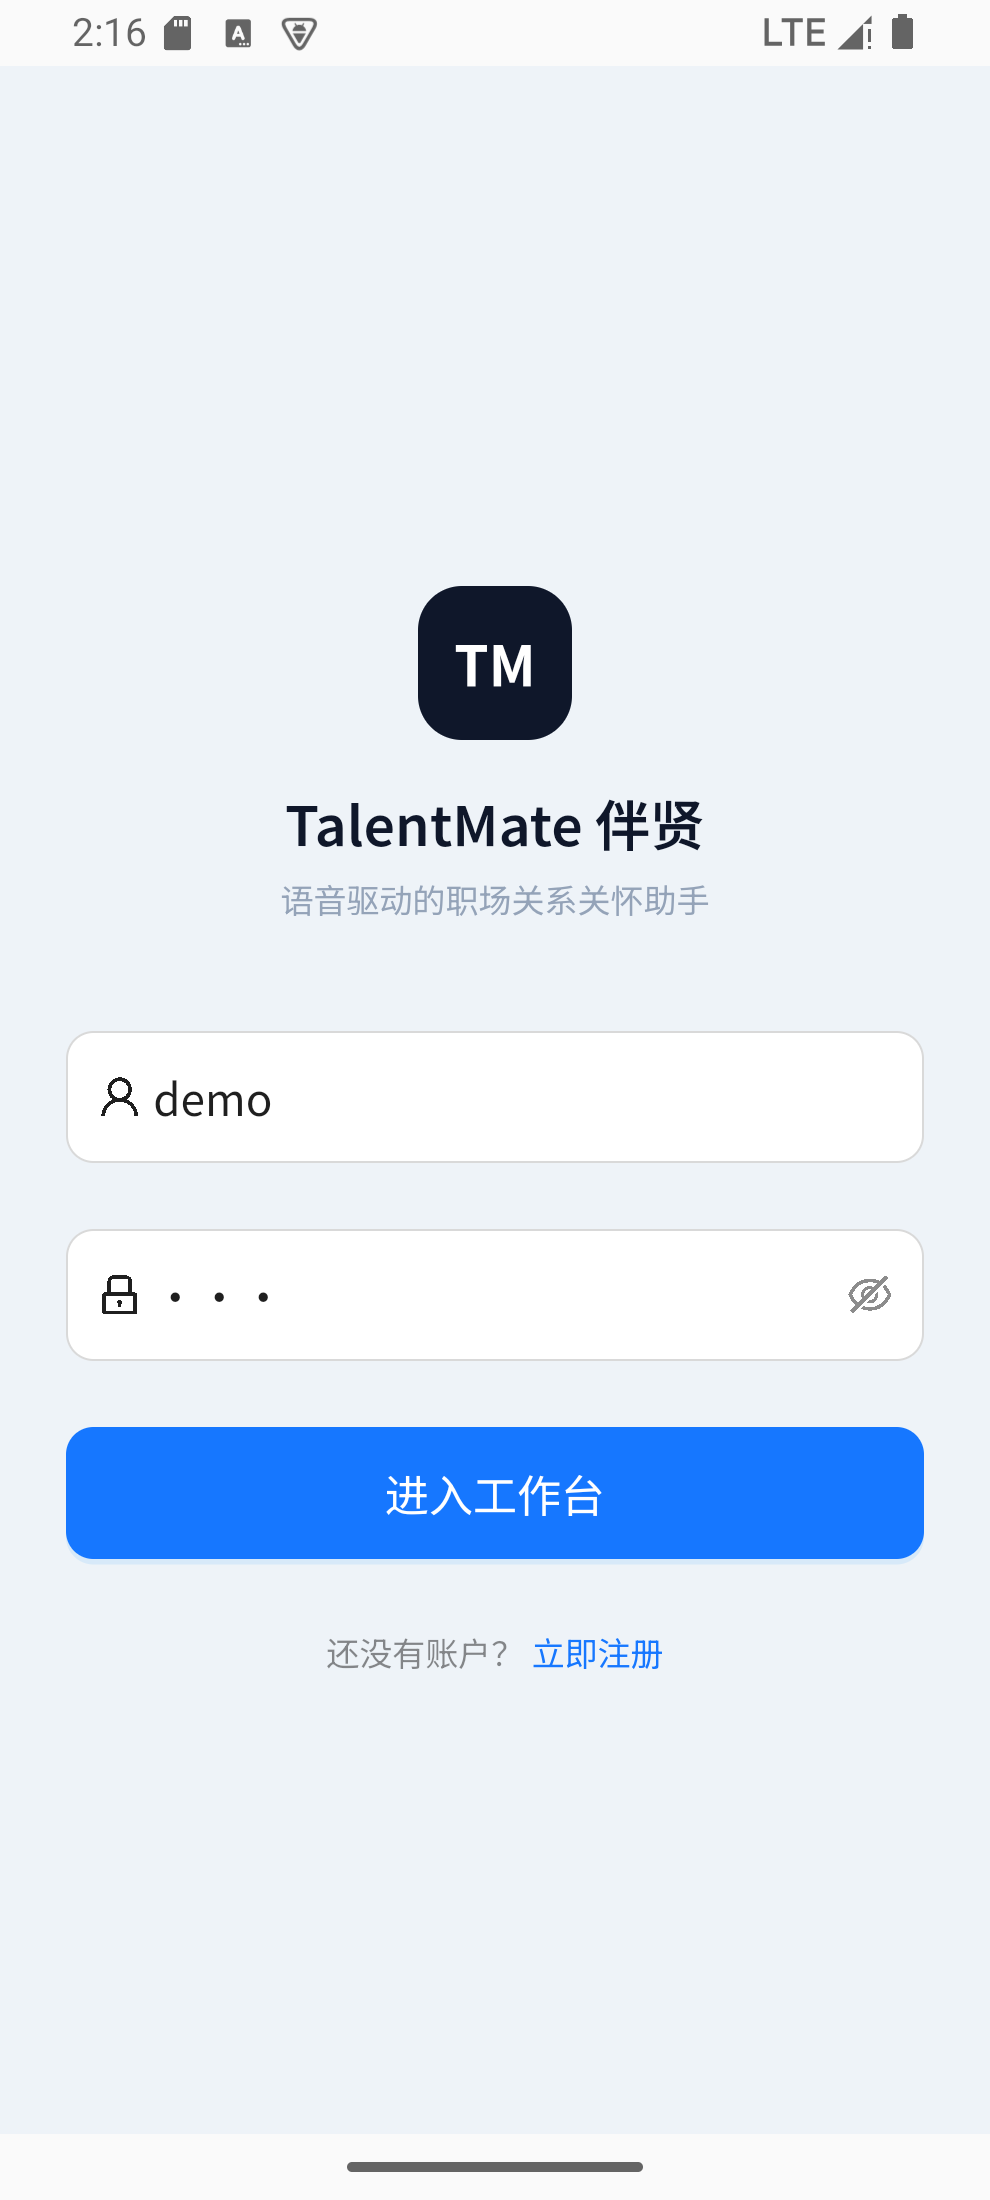 2:16
A
LTE
TM
TalentMate 伴贤
语音驱动的职场关系关怀助手
demo
进入工作台
还没有账户？ 立即注册